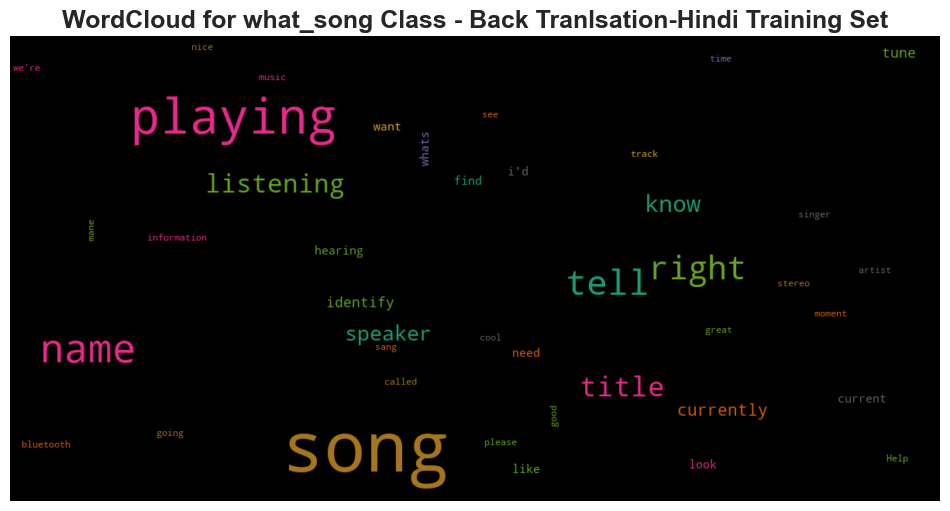 WordCloud for what_song Class - Back Tranlsation-Hindi Training Set
nice
time
tune
we're
music
playing
see
want
whats
track
i'd
find
listening
know
singer
mane
information
hearing
right
artist
tell
stereo
identify
moment
speaker
great
cool
sang
name
need
called
title
current
currently
good
going
bluetooth
song
please
like
look
Help